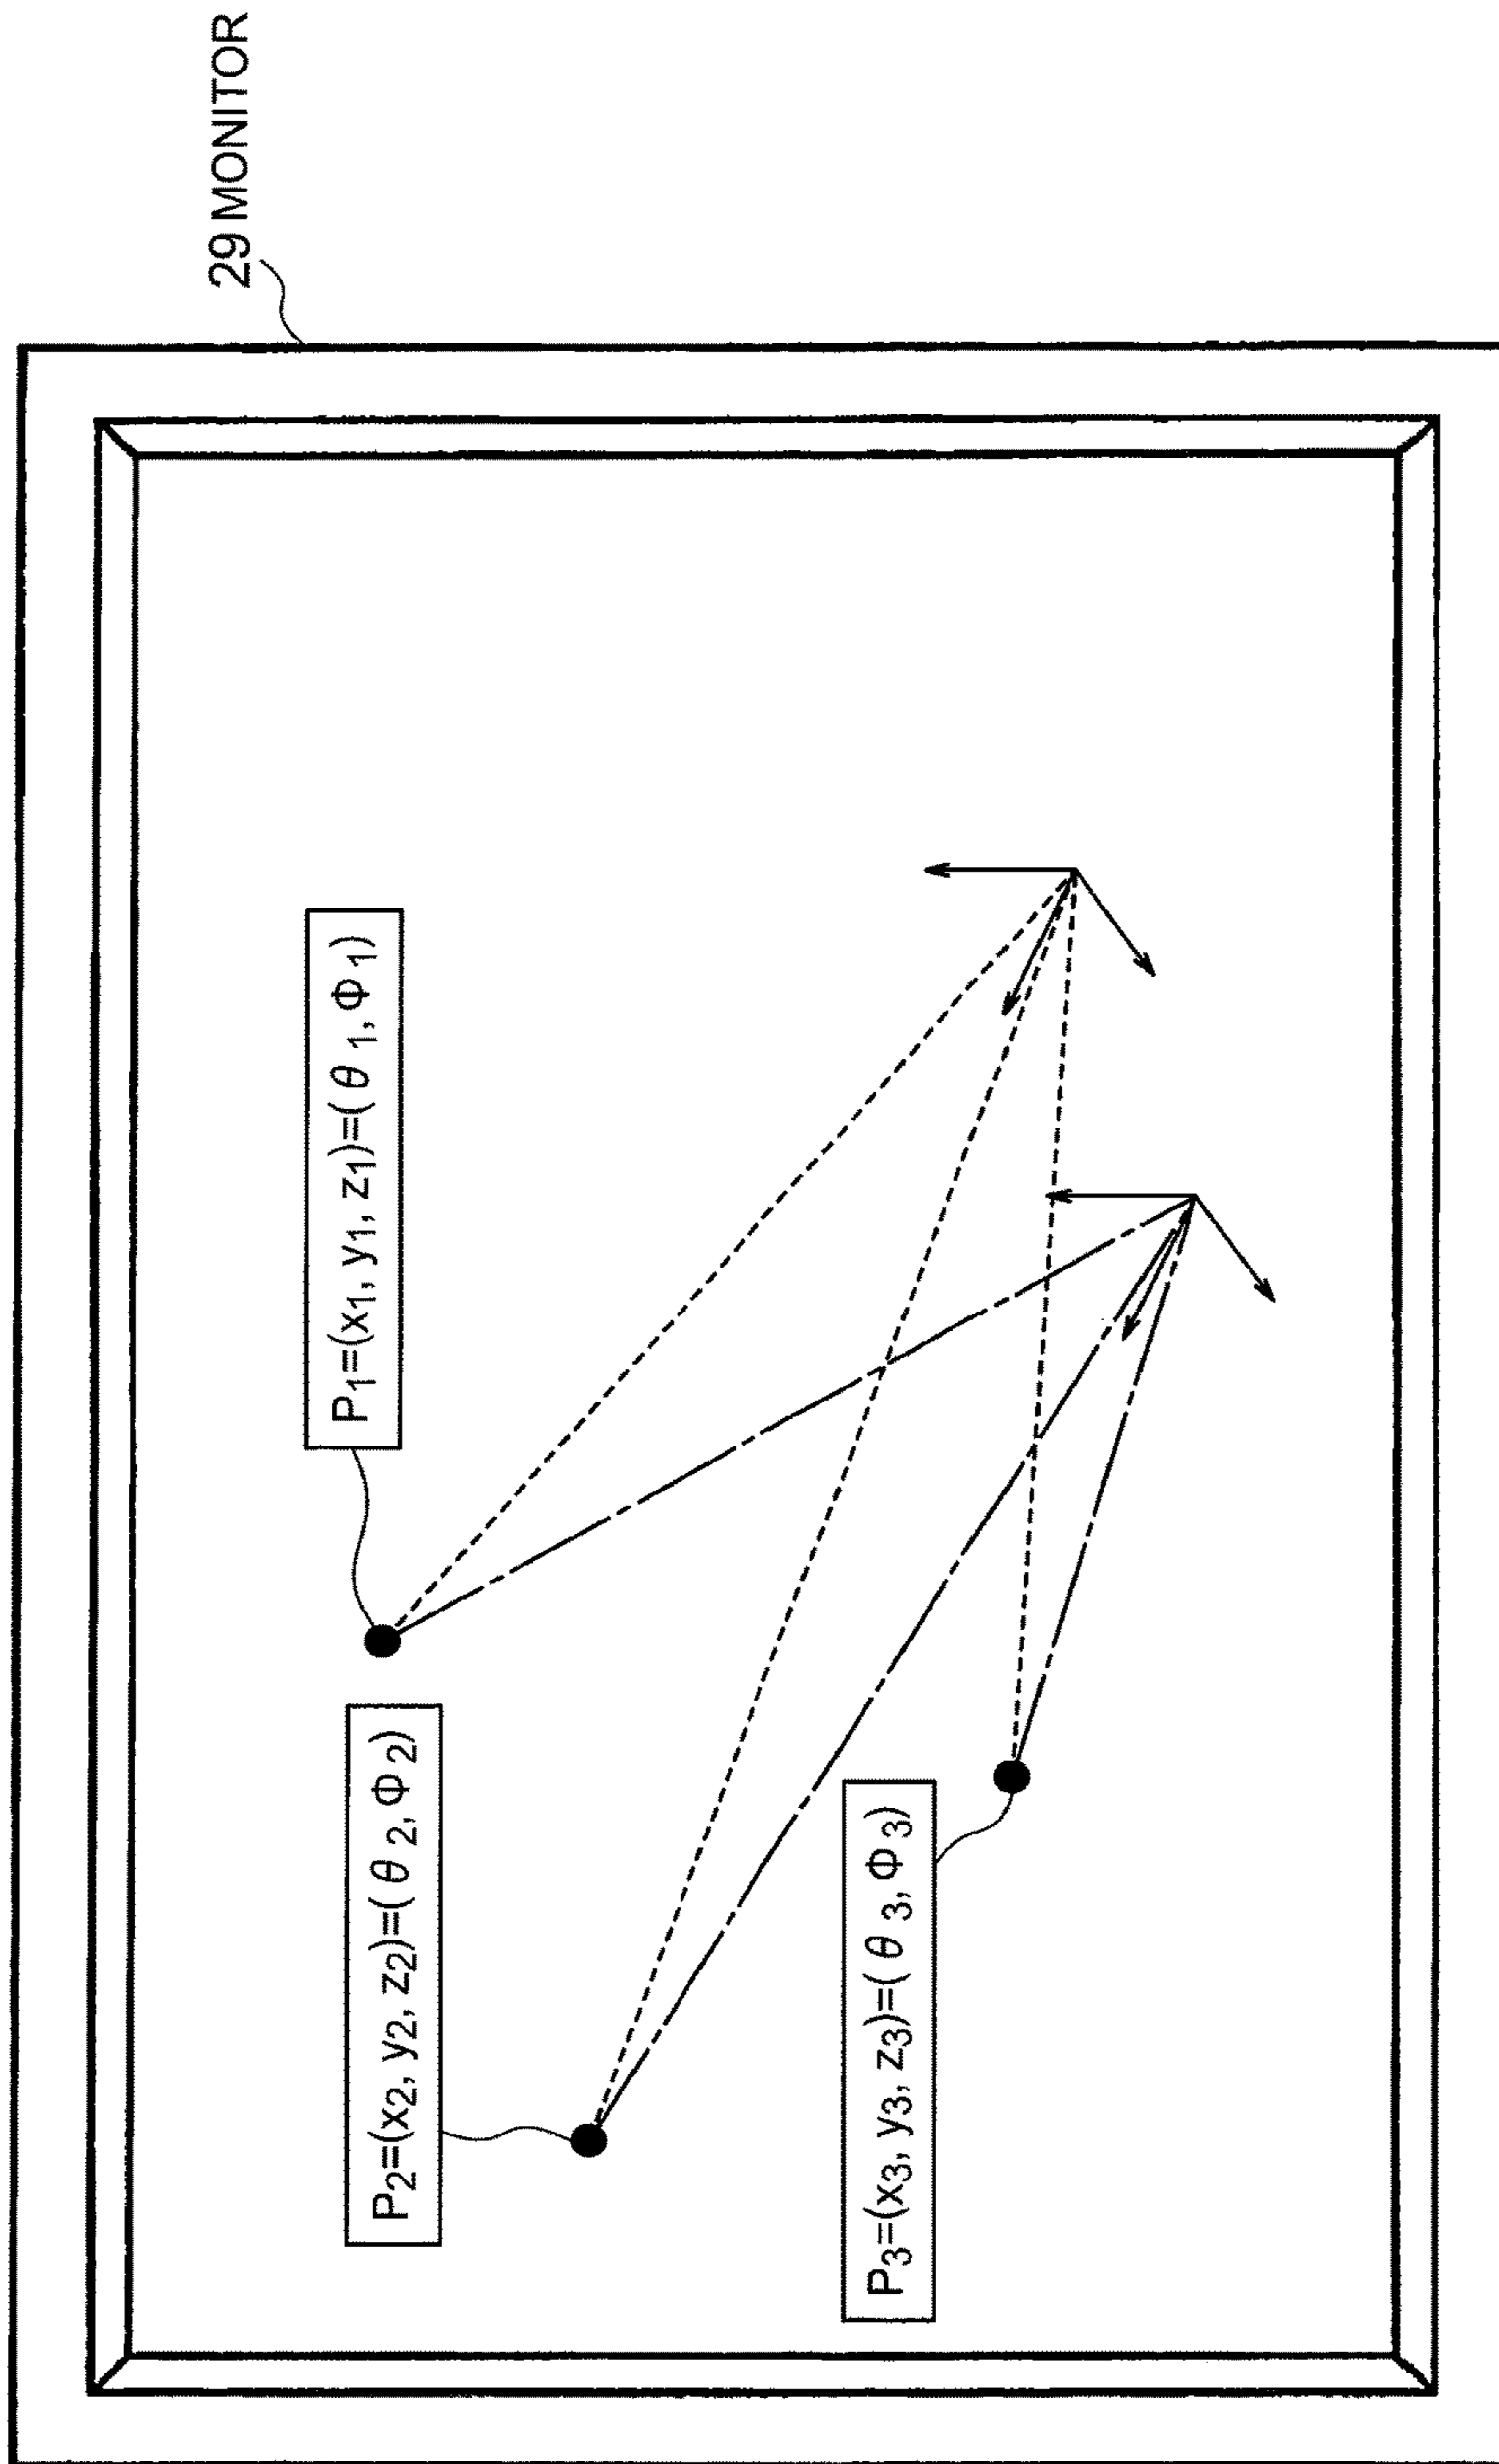 29 MONITOR
P₂=(x₂, y₂, z₂)=(θ₂, Φ₂)
P₁=(x₁, y₁, z₁)=(θ₁, Φ₁)
P₃=(x₃, y₃, z₃)=(θ₃, Φ₃)